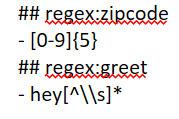 ## regex:zipcode
- [0-9]{5}
## regex:greet
- hey[^\\s]*